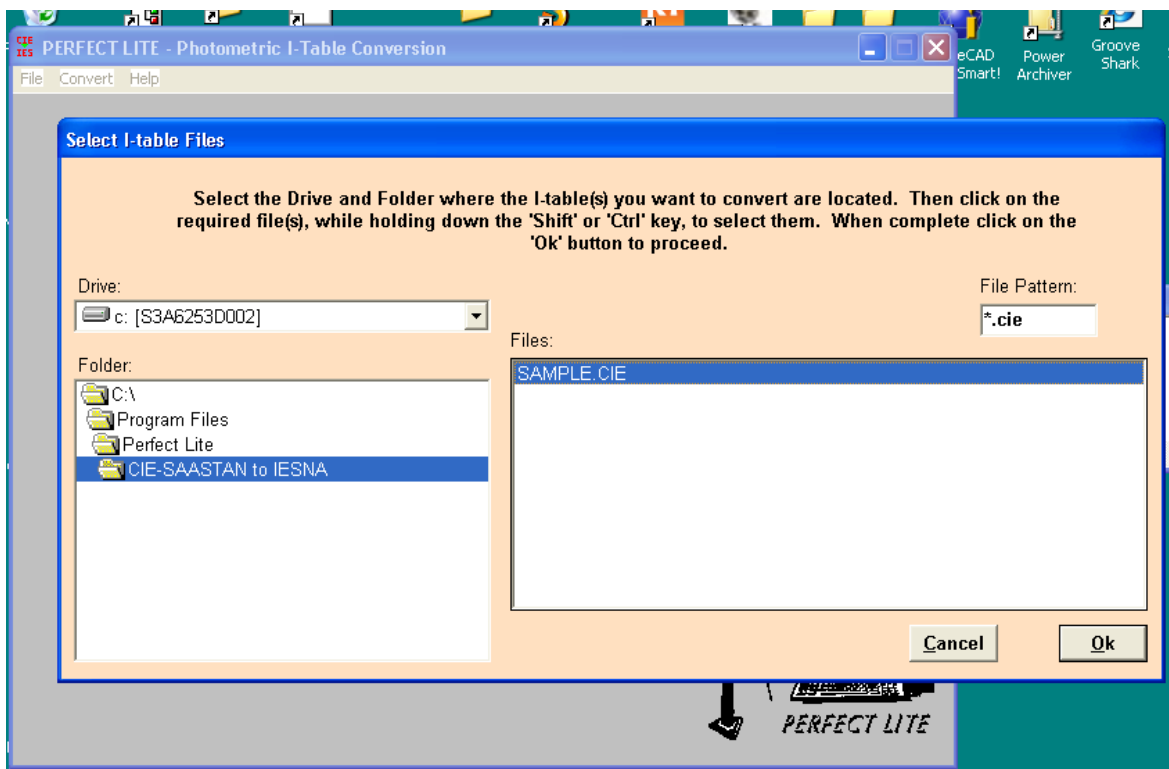 CIE
IES
PERFECT LITE - Photometric I-Table Conversion
File Convert Help
eCAD
Smart!
Power
Archiver
Groove
Shark
Select I-table Files
Select the Drive and Folder where the I-table(s) you want to convert are located. Then click on the
required file(s), while holding down the 'Shift' or 'Ctrl' key, to select them. When complete click on the
'Ok' button to proceed.
Drive:
c: [S3A6253D002]
File Pattern:
*.cie
Folder:
C:\
Program Files
Perfect Lite
CIE-SAASTAN to IESNA
Files:
SAMPLE.CIE
Cancel
Ok
PERFECT LITE